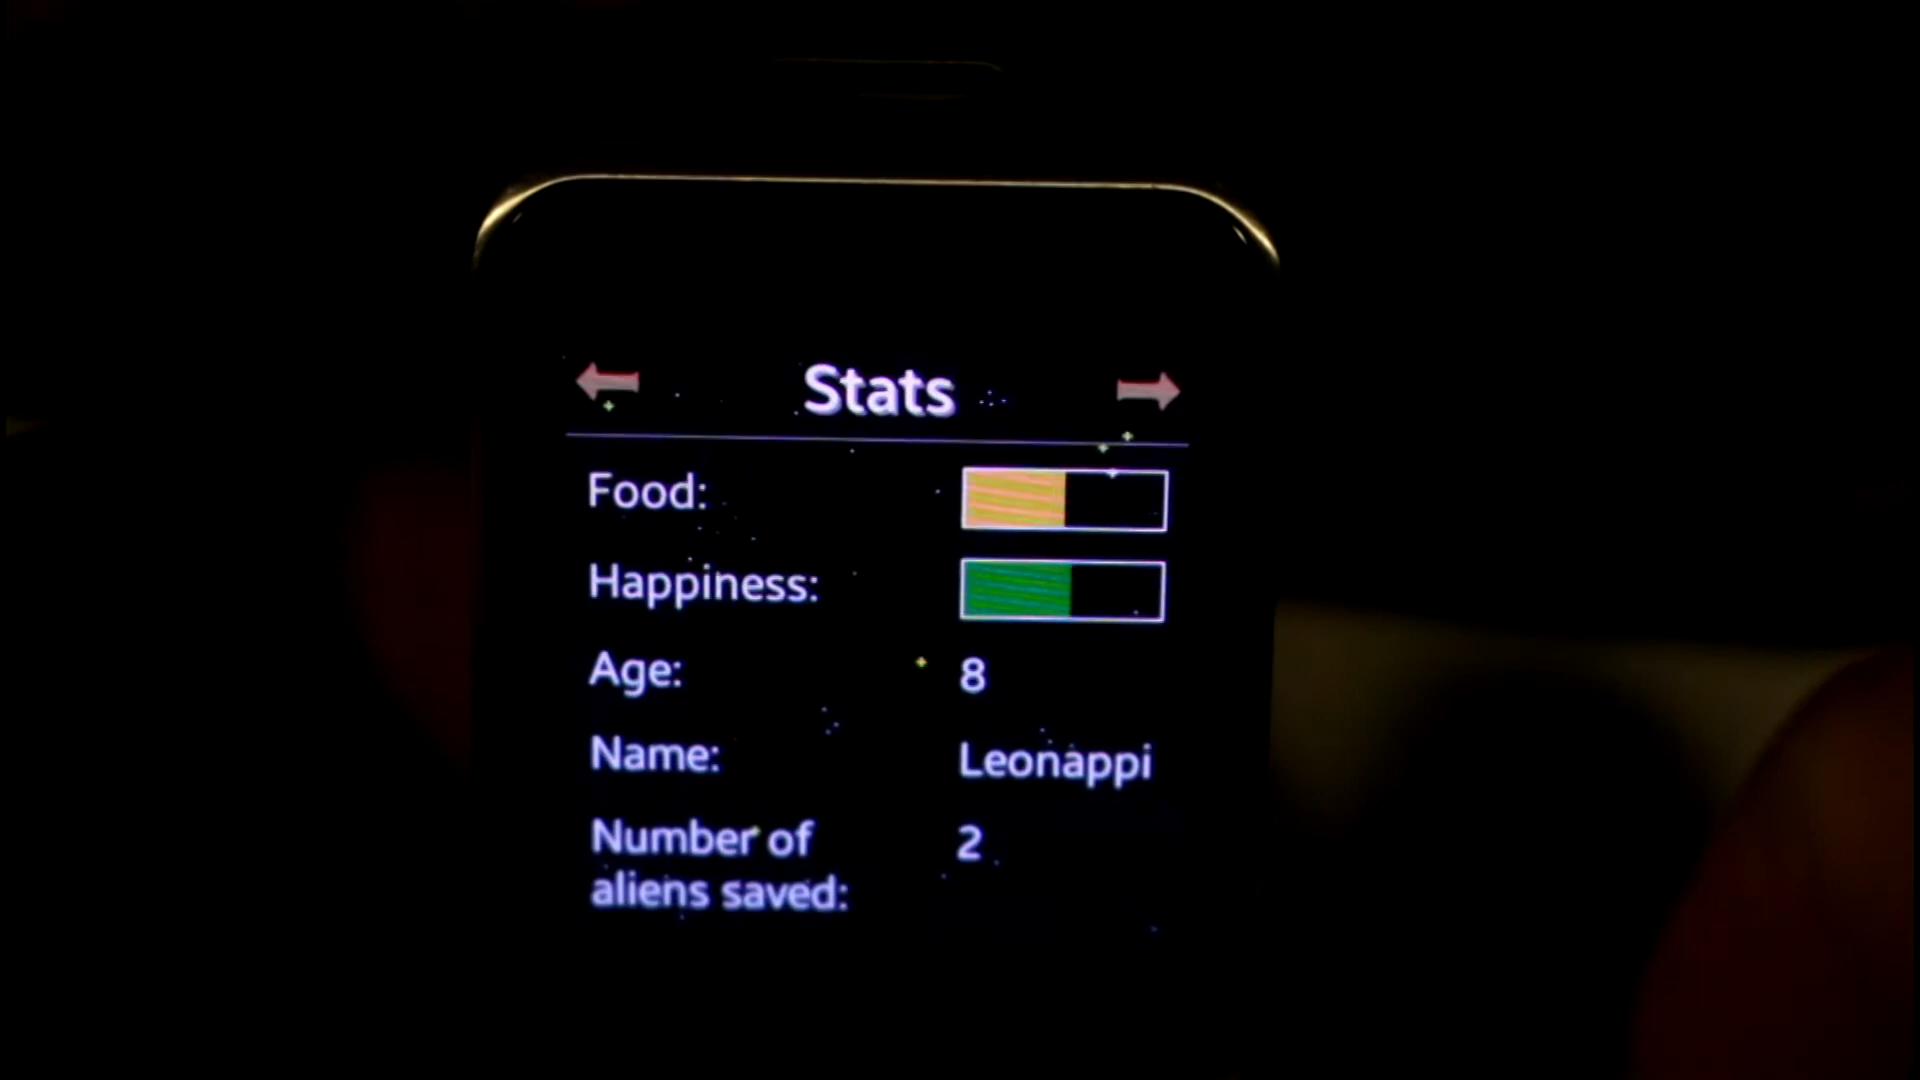 Stats
Food:
Happiness:
Age: 8
Name: Leonappi
Number of 2
aliens saved: